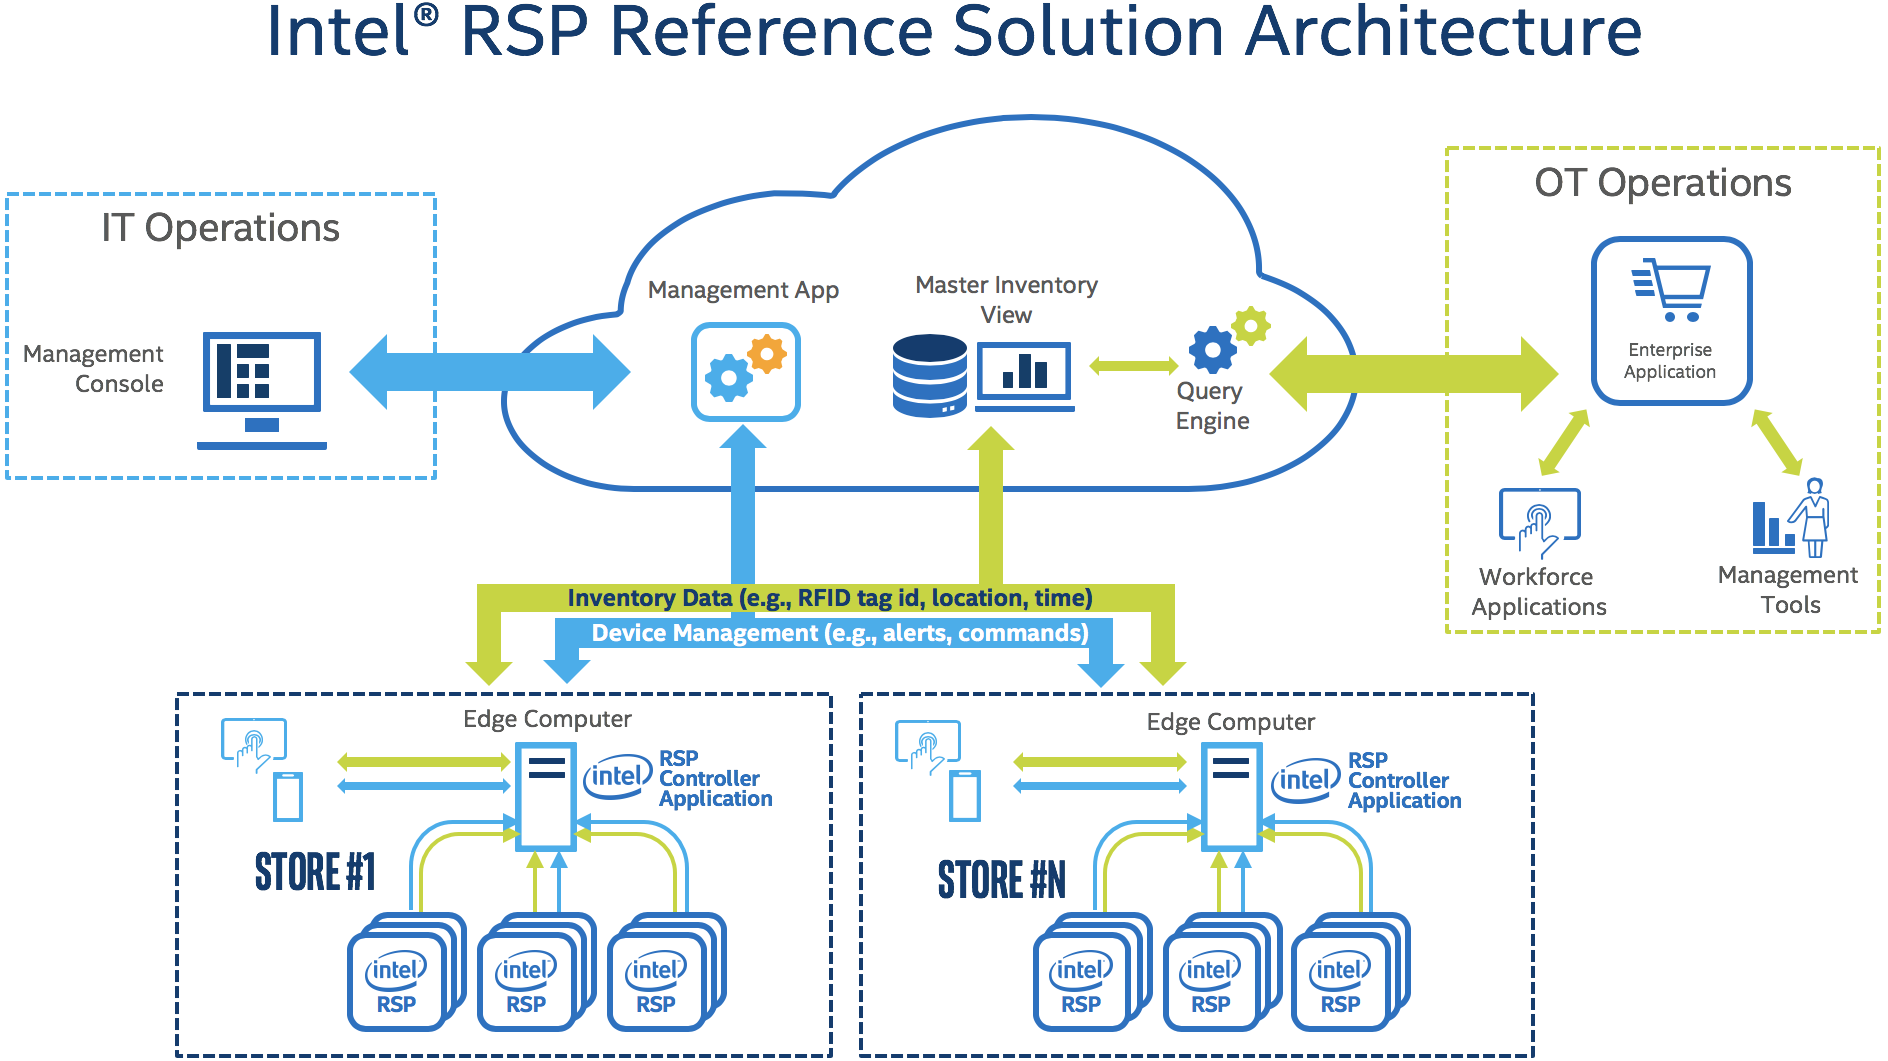 Intel® RSP Reference Solution Architecture
IT Operations
Management
Console
Management App
Master Inventory
View
Query
Engine
OT Operations
Enterprise
Application
Workforce
Applications
Management
Tools
Inventory Data (e.g., RFID tag id, location, time)
Device Management (e.g., alerts, commands)
Edge Computer
intel
RSP
Controller
Application
STORE #1
intel
RSP
intel
RSP
intel
RSP
Edge Computer
intel
RSP
Controller
Application
STORE #N
intel
RSP
intel
RSP
intel
RSP